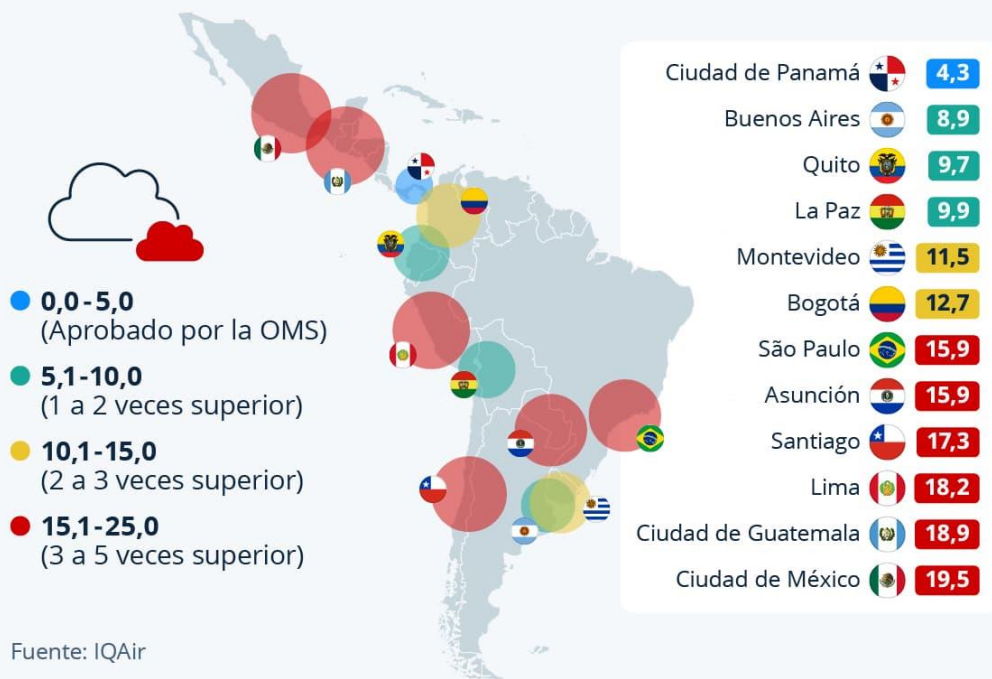 0,0-5,0
(Aprobado por la OMS)
5,1-10,0
(1 a 2 veces superior)
10,1-15,0
(2 a 3 veces superior)
15,1-25,0
(3 a 5 veces superior)
Fuente: IQAir
Ciudad de Panamá 4,3
Buenos Aires 8,9
Quito 9,7
La Paz 9,9
Montevideo 11,5
Bogotá 12,7
São Paulo 15,9
Asunción 15,9
Santiago 17,3
Lima 18,2
Ciudad de Guatemala 18,9
Ciudad de México 19,5